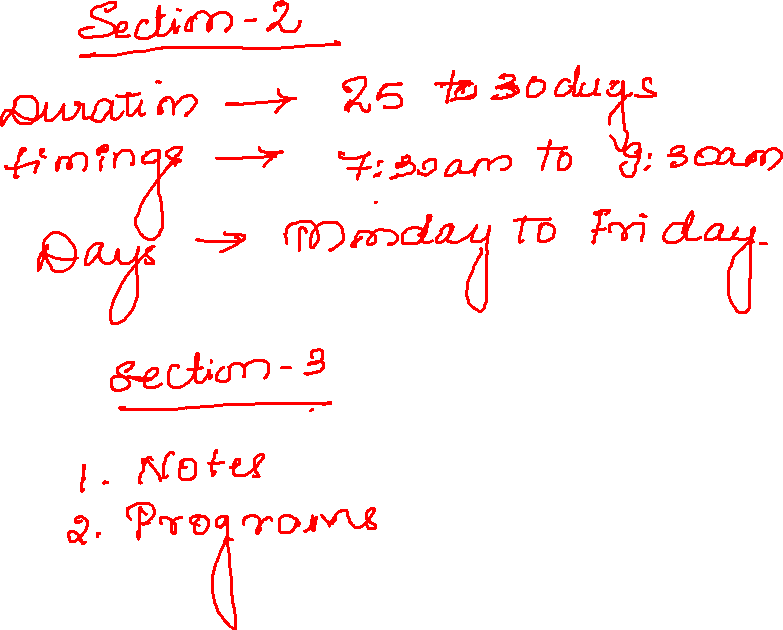 Section-2
Duration → 25 to 30 days
timings → 7:30am to 9:30am
Days → Monday to Friday.
Section-3
1. Notes
2. Programs